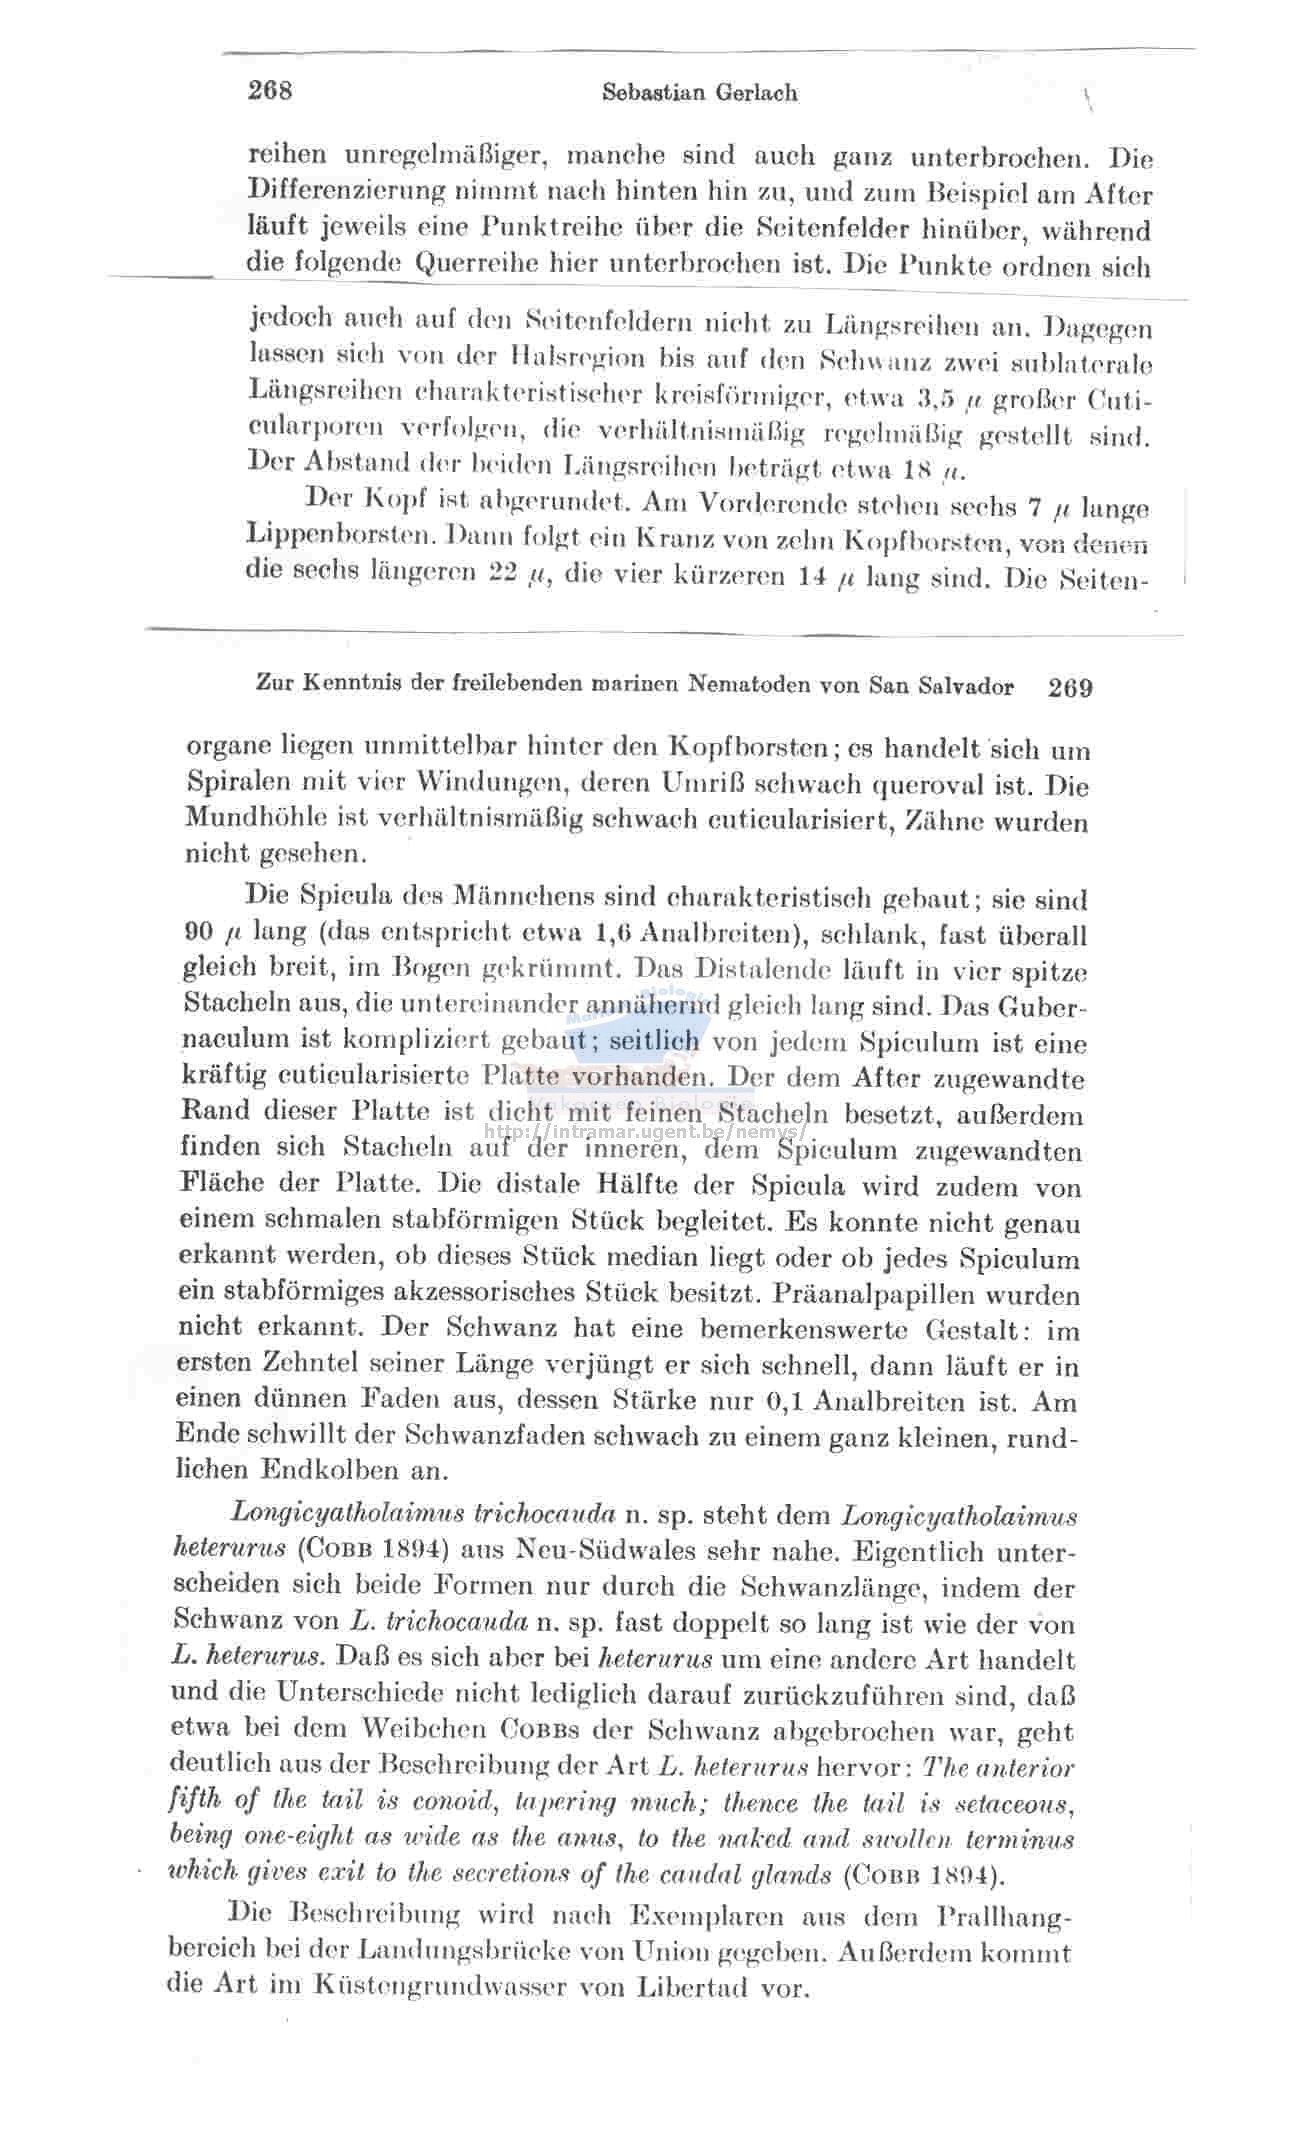 268 Sebastian Gerlach
reihen unregelmäßiger, manche sind auch ganz unterbrochen. Die
Differenzierung nimmt nach hinten hin zu, und zum Beispiel am After
läuft jeweils eine Punktreihe über die Seitenfelder hinüber, während
die folgende Querreihe hier unterbrochen ist. Die Punkte ordnen sich
jedoch auch auf den Seitenfeldern nicht zu Längsreihen an. Dagegen
lassen sich von der Halsregion bis auf den Schwanz zwei sublaterale
Längsreihen charakteristischer kreisförmiger, etwa 3,5 µ großer Cuti-
cularporen verfolgen, die verhältnismäßig regelmäßig gestellt sind.
Der Abstand der beiden Längsreihen beträgt etwa 18 µ.
Der Kopf ist abgerundet. Am Vorderende stehen sechs 7 µ lange
Lippenborsten. Dann folgt ein Kranz von zehn Kopfborsten, von denen
die sechs längeren 22 µ, die vier kürzeren 14 µ lang sind. Die Seiten-
Zur Kenntnis der freilebenden marinen Nematoden von San Salvador 269
organe liegen unmittelbar hinter den Kopfborsten; es handelt sich um
Spiralen mit vier Windungen, deren Umriß schwach queroval ist. Die
Mundhöhle ist verhältnismäßig schwach cuticularisiert, Zähne wurden
nicht gesehen.
Die Spicula des Männchens sind charakteristisch gebaut; sie sind
90 µ lang (das entspricht etwa 1,6 Analbreiten), schlank, fast überall
gleich breit, im Bogen gekrümmt. Das Distalende läuft in vier spitze
Stacheln aus, die untereinander annähernd gleich lang sind. Das Guber-
naculum ist kompliziert gebaut; seitlich von jedem Spiculum ist eine
kräftig cuticularisierte Platte vorhanden. Der dem After zugewandte
Rand dieser Platte ist dicht mit feinen Stacheln besetzt, außerdem
http://intramar.ugent.be/nemys/
finden sich Stacheln auf der inneren, dem Spiculum zugewandten
Fläche der Platte. Die distale Hälfte der Spicula wird zudem von
einem schmalen stabförmigen Stück begleitet. Es konnte nicht genau
erkannt werden, ob dieses Stück median liegt oder ob jedes Spiculum
ein stabförmiges akzessorisches Stück besitzt. Präanalpapillen wurden
nicht erkannt. Der Schwanz hat eine bemerkenswerte Gestalt: im
ersten Zehntel seiner Länge verjüngt er sich schnell, dann läuft er in
einen dünnen Faden aus, dessen Stärke nur 0,1 Analbreiten ist. Am
Ende schwillt der Schwanzfaden schwach zu einem ganz kleinen, rund-
lichen Endkolben an.
Longicyatholaimus trichocauda n. sp. steht dem Longicyatholaimus
heterurus (COBB 1894) aus Neu-Südwales sehr nahe. Eigentlich unter-
scheiden sich beide Formen nur durch die Schwanzlänge, indem der
Schwanz von L. trichocauda n. sp. fast doppelt so lang ist wie der von
L. heterurus. Daß es sich aber bei heterurus um eine andere Art handelt
und die Unterschiede nicht lediglich darauf zurückzuführen sind, daß
etwa bei dem Weibchen COBBS der Schwanz abgebrochen war, geht
deutlich aus der Beschreibung der Art L. heterurus hervor: The anterior
fifth of the tail is conoid, tapering much; thence the tail is setaceous,
being one-eight as wide as the anus, to the naked and swollen terminus
which gives exit to the secretions of the caudal glands (COBB 1894).
Die Beschreibung wird nach Exemplaren aus dem Prallhang-
bereich bei der Landungsbrücke von Union gegeben. Außerdem kommt
die Art im Küstengrundwasser von Libertad vor.